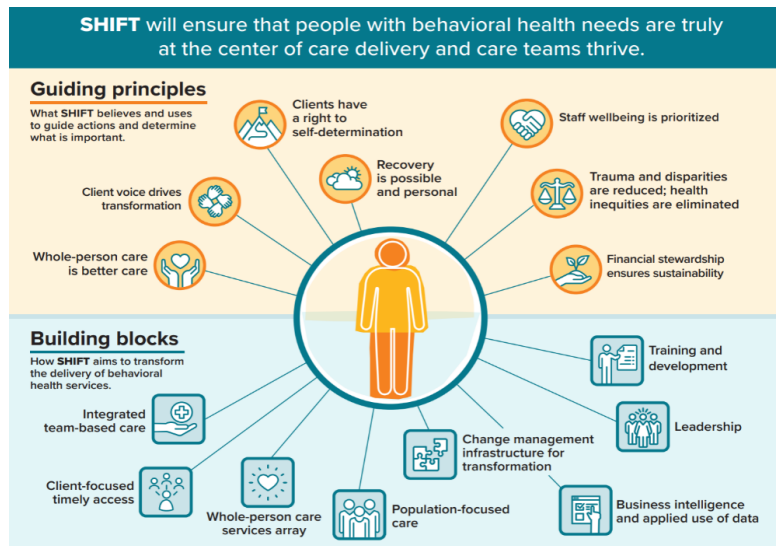 SHIFT will ensure that people with behavioral health needs are truly
at the center of care delivery and care teams thrive.
Guiding principles
What SHIFT believes and uses
to guide actions and determine
what is important.
Clients have
a right to
self-determination
Staff wellbeing is prioritized
Recovery
is possible
and personal
Trauma and disparities
are reduced; health
inequities are eliminated
Client voice drives
transformation
Whole-person care
is better care
Financial stewardship
ensures sustainability
Building blocks
How SHIFT aims to transform
the delivery of behavioral
health services.
Training and
development
Integrated
team-based care
Leadership
Change management
infrastructure for
transformation
Client-focused
timely access
Whole-person care
services array
Population-focused
care
Business intelligence
and applied use of data